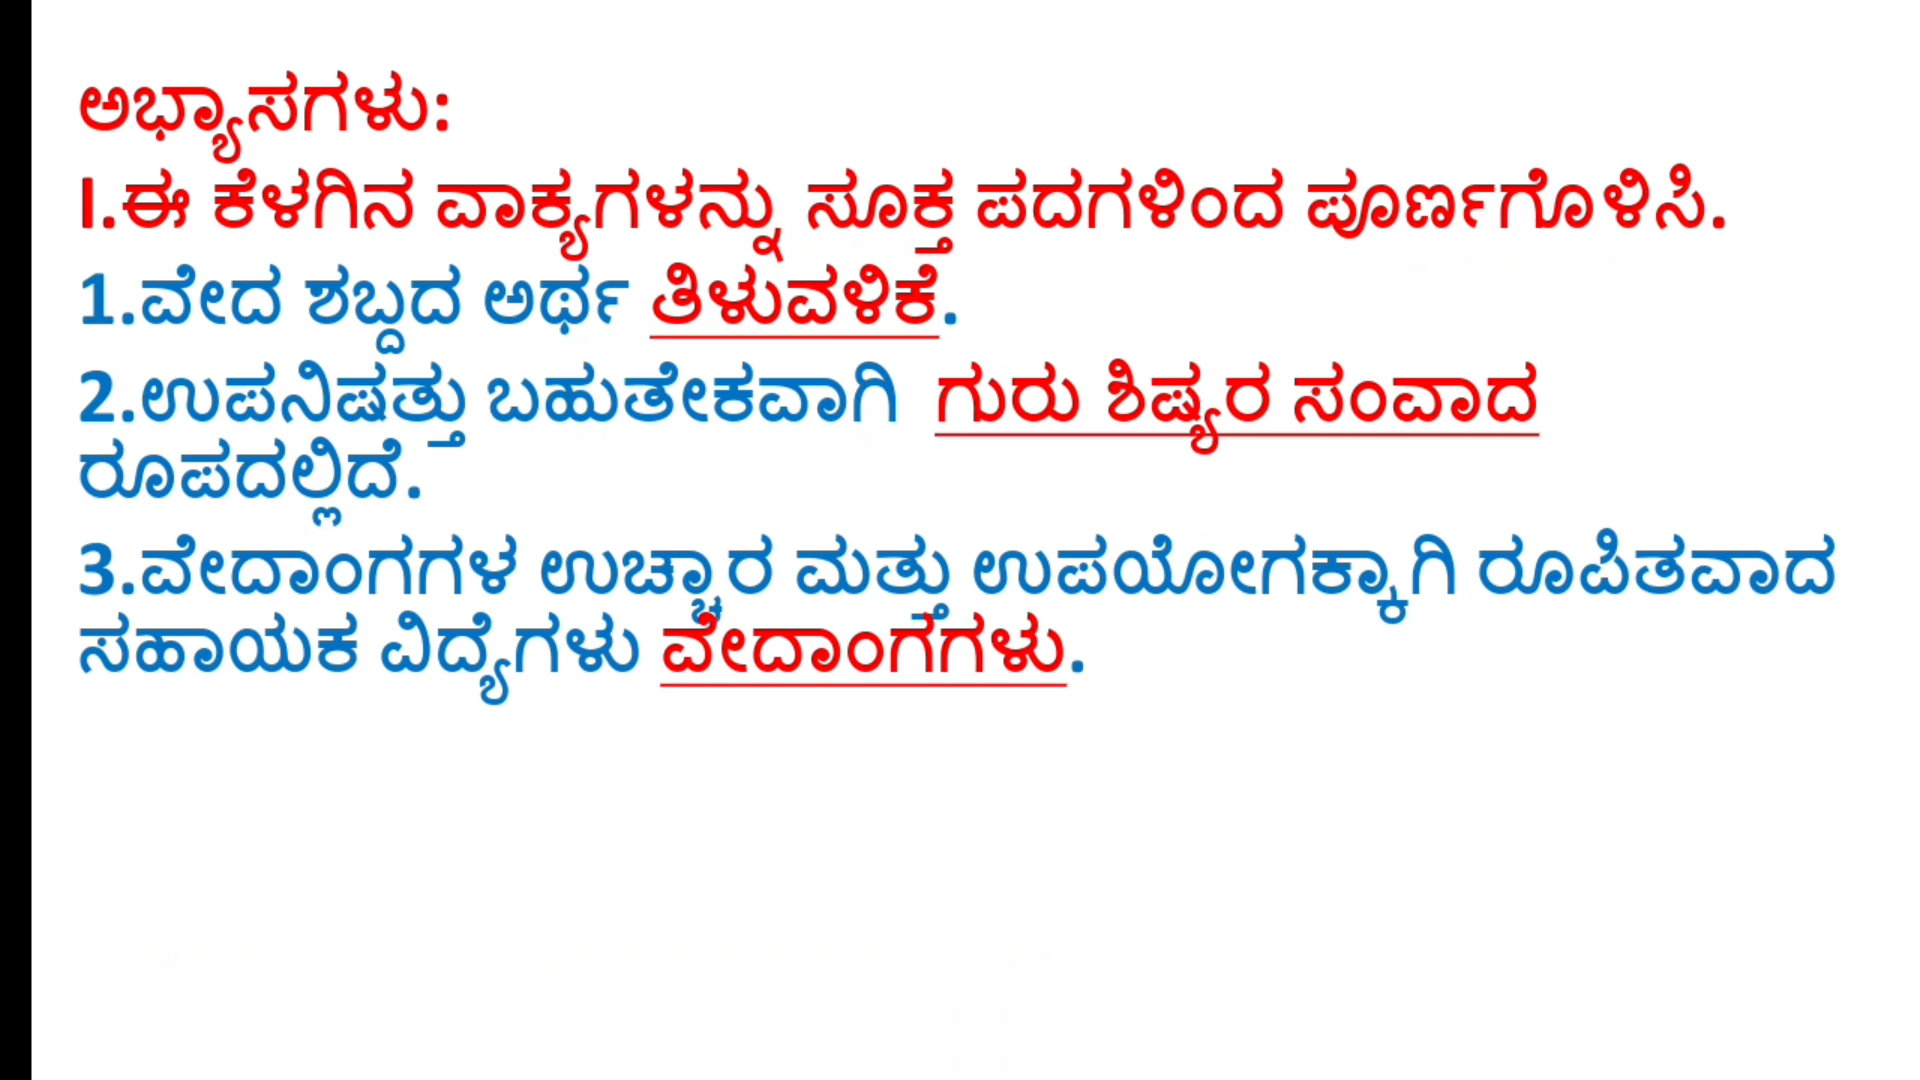 ಅಭ್ಯಾಸಗಳು:
I.ಈ ಕೆಳಗಿನ ವಾಕ್ಯಗಳನ್ನು ಸೂಕ್ತ ಪದಗಳಿಂದ ಪೂರ್ಣಗೊಳಿಸಿ.
1.ವೇದ ಶಬ್ದದ ಅರ್ಥ ತಿಳುವಳಿಕೆ.
2.ಉಪನಿಷತ್ತು ಬಹುತೇಕವಾಗಿ ಗುರು ಶಿಷ್ಯರ ಸಂವಾದ
ರೂಪದಲ್ಲಿದೆ.
3.ವೇದಾಂಗಗಳ ಉಚ್ಚಾರ ಮತ್ತು ಉಪಯೋಗಕ್ಕಾಗಿ ರೂಪಿತವಾದ
ಸಹಾಯಕ ವಿದ್ಯೆಗಳು ವೇದಾಂಗಗಳು.